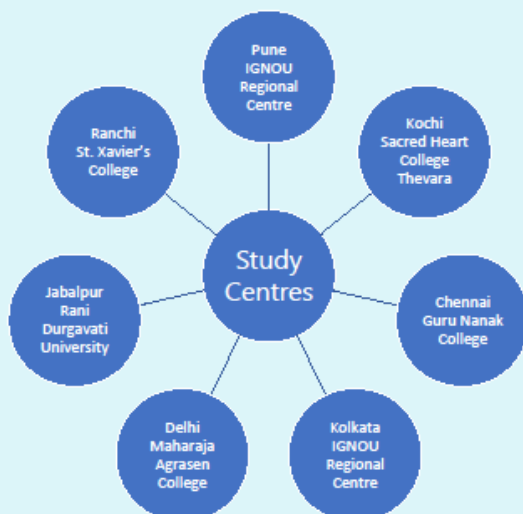 Pune
IGNOU
Regional
Centre
Kochi
Sacred Heart
College
Thevara
Chennai
Guru Nanak
College
Kolkata
IGNOU
Regional
Centre
Delhi
Maharaja
Agrasen
College
Jabalpur
Rani
Durgavati
University
Ranchi
St. Xavier's
College
Study
Centres